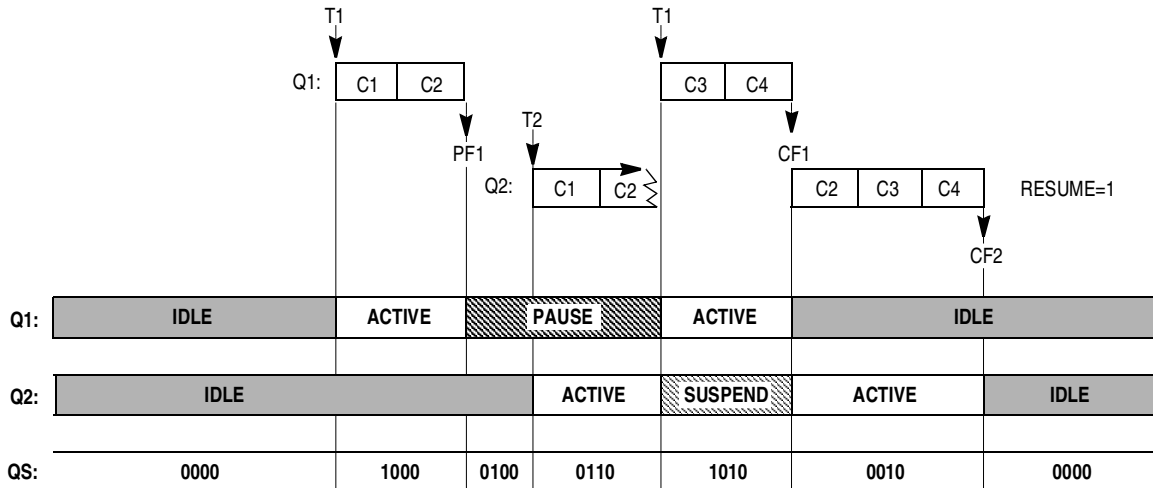 T1 T1
Q1: C1 C2 C3 C4
T2
PF1 CF1
Q2: C1 C2 C2 C3 C4 RESUME=1
CF2
Q1: IDLE ACTIVE PAUSE ACTIVE IDLE
Q2: IDLE ACTIVE SUSPEND ACTIVE IDLE
QS: 0000 1000 0100 0110 1010 0010 0000